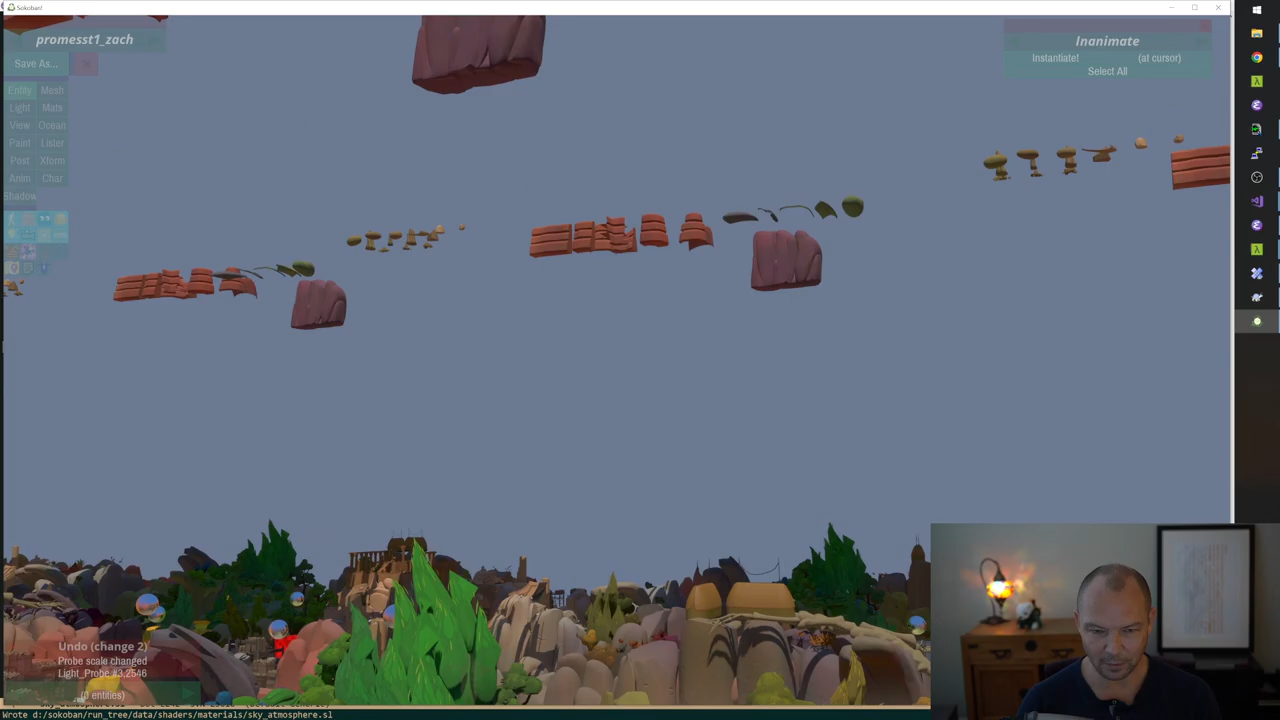 Sokoban!
promesst1_zach
Save As...
Entity Mesh
Light Mats
View Ocean
Paint Lister
Post Xform
Anim Char
Shadow
Inanimate
Instantiate! (at cursor)
Select All
Undo (change 2)
Probe scale changed
Light_Probe #3,2546
(0 entities)
Wrote d:/sokoban/run_tree/data/shaders/materials/sky_atmosphere.sl